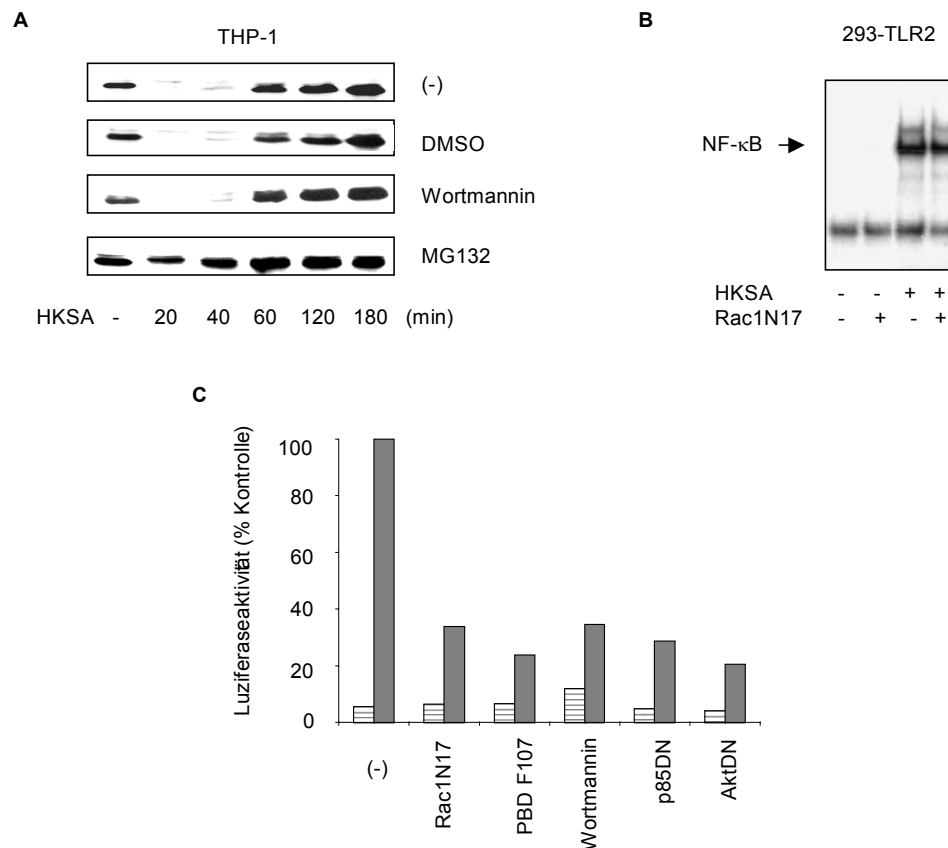 A
THP-1
(-)
DMSO
Wortmannin
MG132
HKSA - 20 40 60 120 180 (min)
B
293-TLR2
NF-κB
HKSA - - + +
Rac1N17 - + - +
C
Luziferaseaktivität (% Kontrolle)
100
80
60
40
20
0
(-)
Rac1N17
PBD F107
Wortmannin
p85DN
AktDN